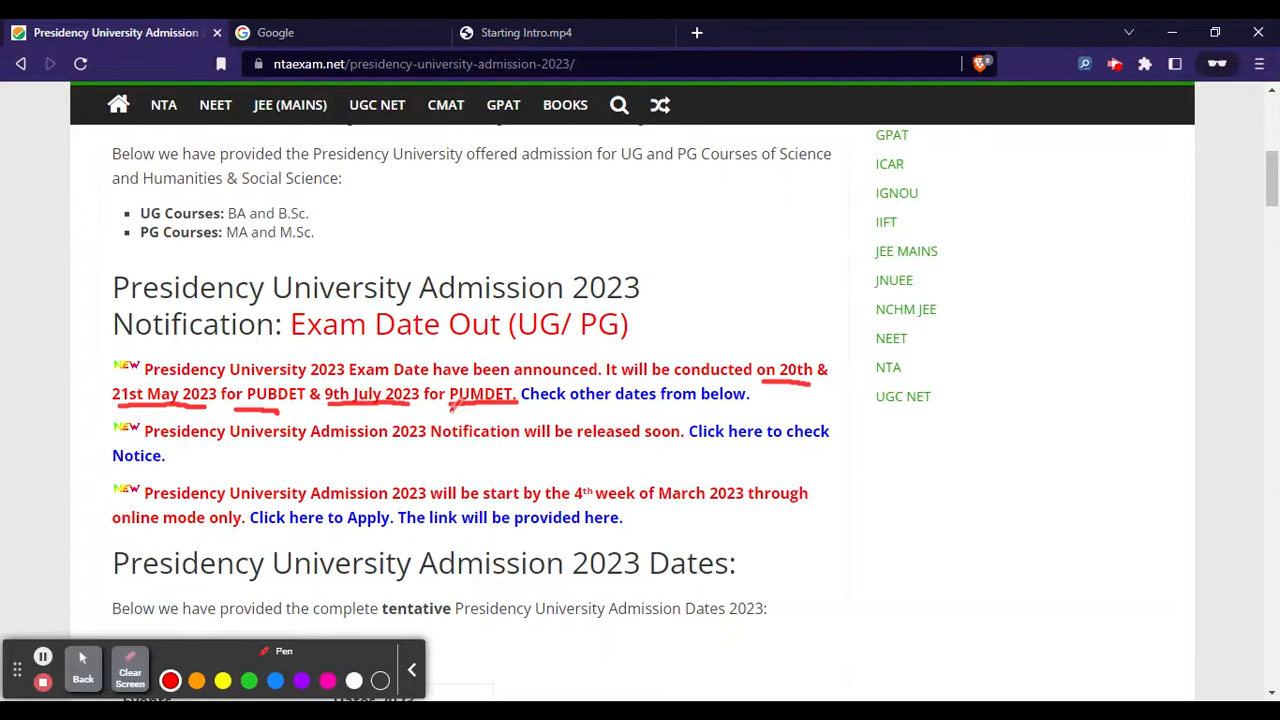 Presidency University Admission
Google
Starting Intro.mp4
ntaexam.net/presidency-university-admission-2023/
8
NTA
NEET
JEE (MAINS)
UGC NET
CMAT
GPAT
BOOKS
Below we have provided the Presidency University offered admission for UG and PG Courses of Science
and Humanities & Social Science:
UG Courses: BA and B.Sc.
PG Courses: MA and M.Sc.
Presidency University Admission 2023
Notification: Exam Date Out (UG/ PG)
NEW Presidency University 2023 Exam Date have been announced. It will be conducted on 20th &
21st May 2023 for PUBDET & 9th July 2023 for PUMDET. Check other dates from below.
NEW Presidency University Admission 2023 Notification will be released soon. Click here to check
Notice.
NEW Presidency University Admission 2023 will be start by the 4th week of March 2023 through
online mode only. Click here to Apply. The link will be provided here.
Presidency University Admission 2023 Dates:
Below we have provided the complete tentative Presidency University Admission Dates 2023:
GPAT
ICAR
IGNOU
IIFT
JEE MAINS
JNUEE
NCHM JEE
NEET
NTA
UGC NET
Pen
Back
Clear
Screen
Events
Dates 2023